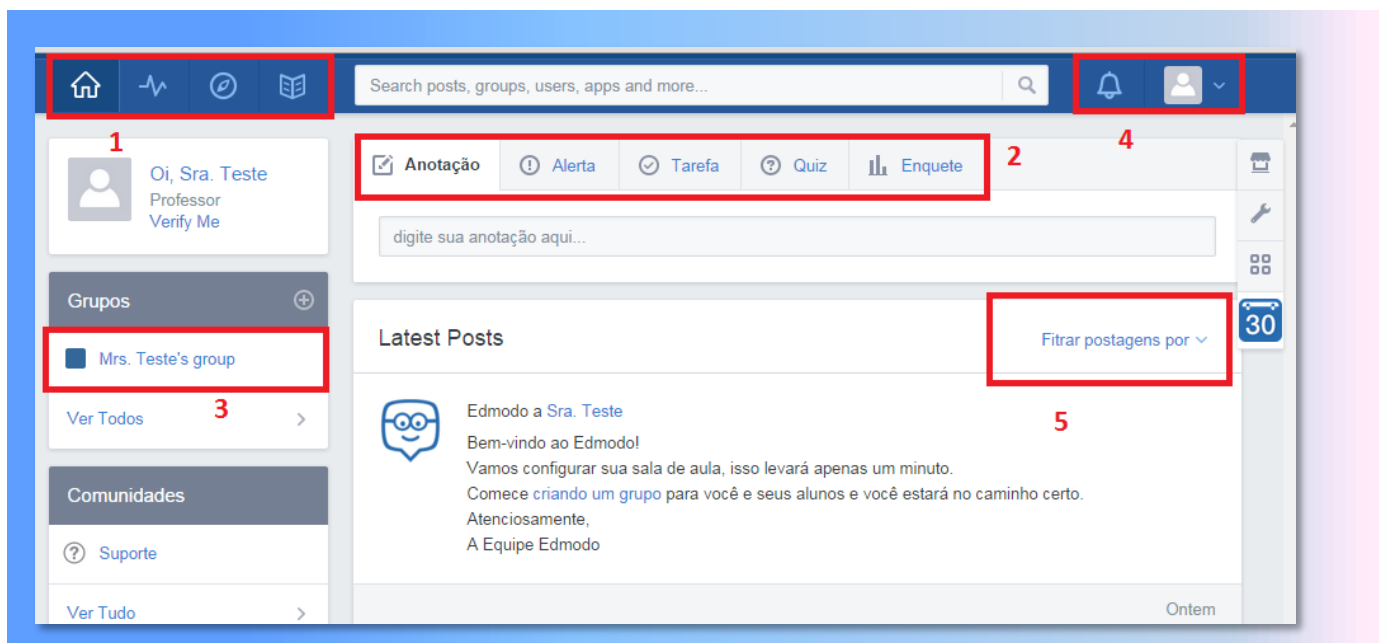 Search posts, groups, users, apps and more...
1
4
Oi, Sra. Teste
Professor
Verify Me
Anotação
Alerta
Tarefa
Quiz
Enquete
2
digite sua anotação aqui...
Grupos
Mrs. Teste's group
3
Ver Todos
Latest Posts
Fitrar postagens por
30
5
Edmodo a Sra. Teste
Bem-vindo ao Edmodo!
Vamos configurar sua sala de aula, isso levará apenas um minuto.
Comece criando um grupo para você e seus alunos e você estará no caminho certo.
Atenciosamente,
A Equipe Edmodo
Comunidades
Suporte
Ver Tudo
Ontem